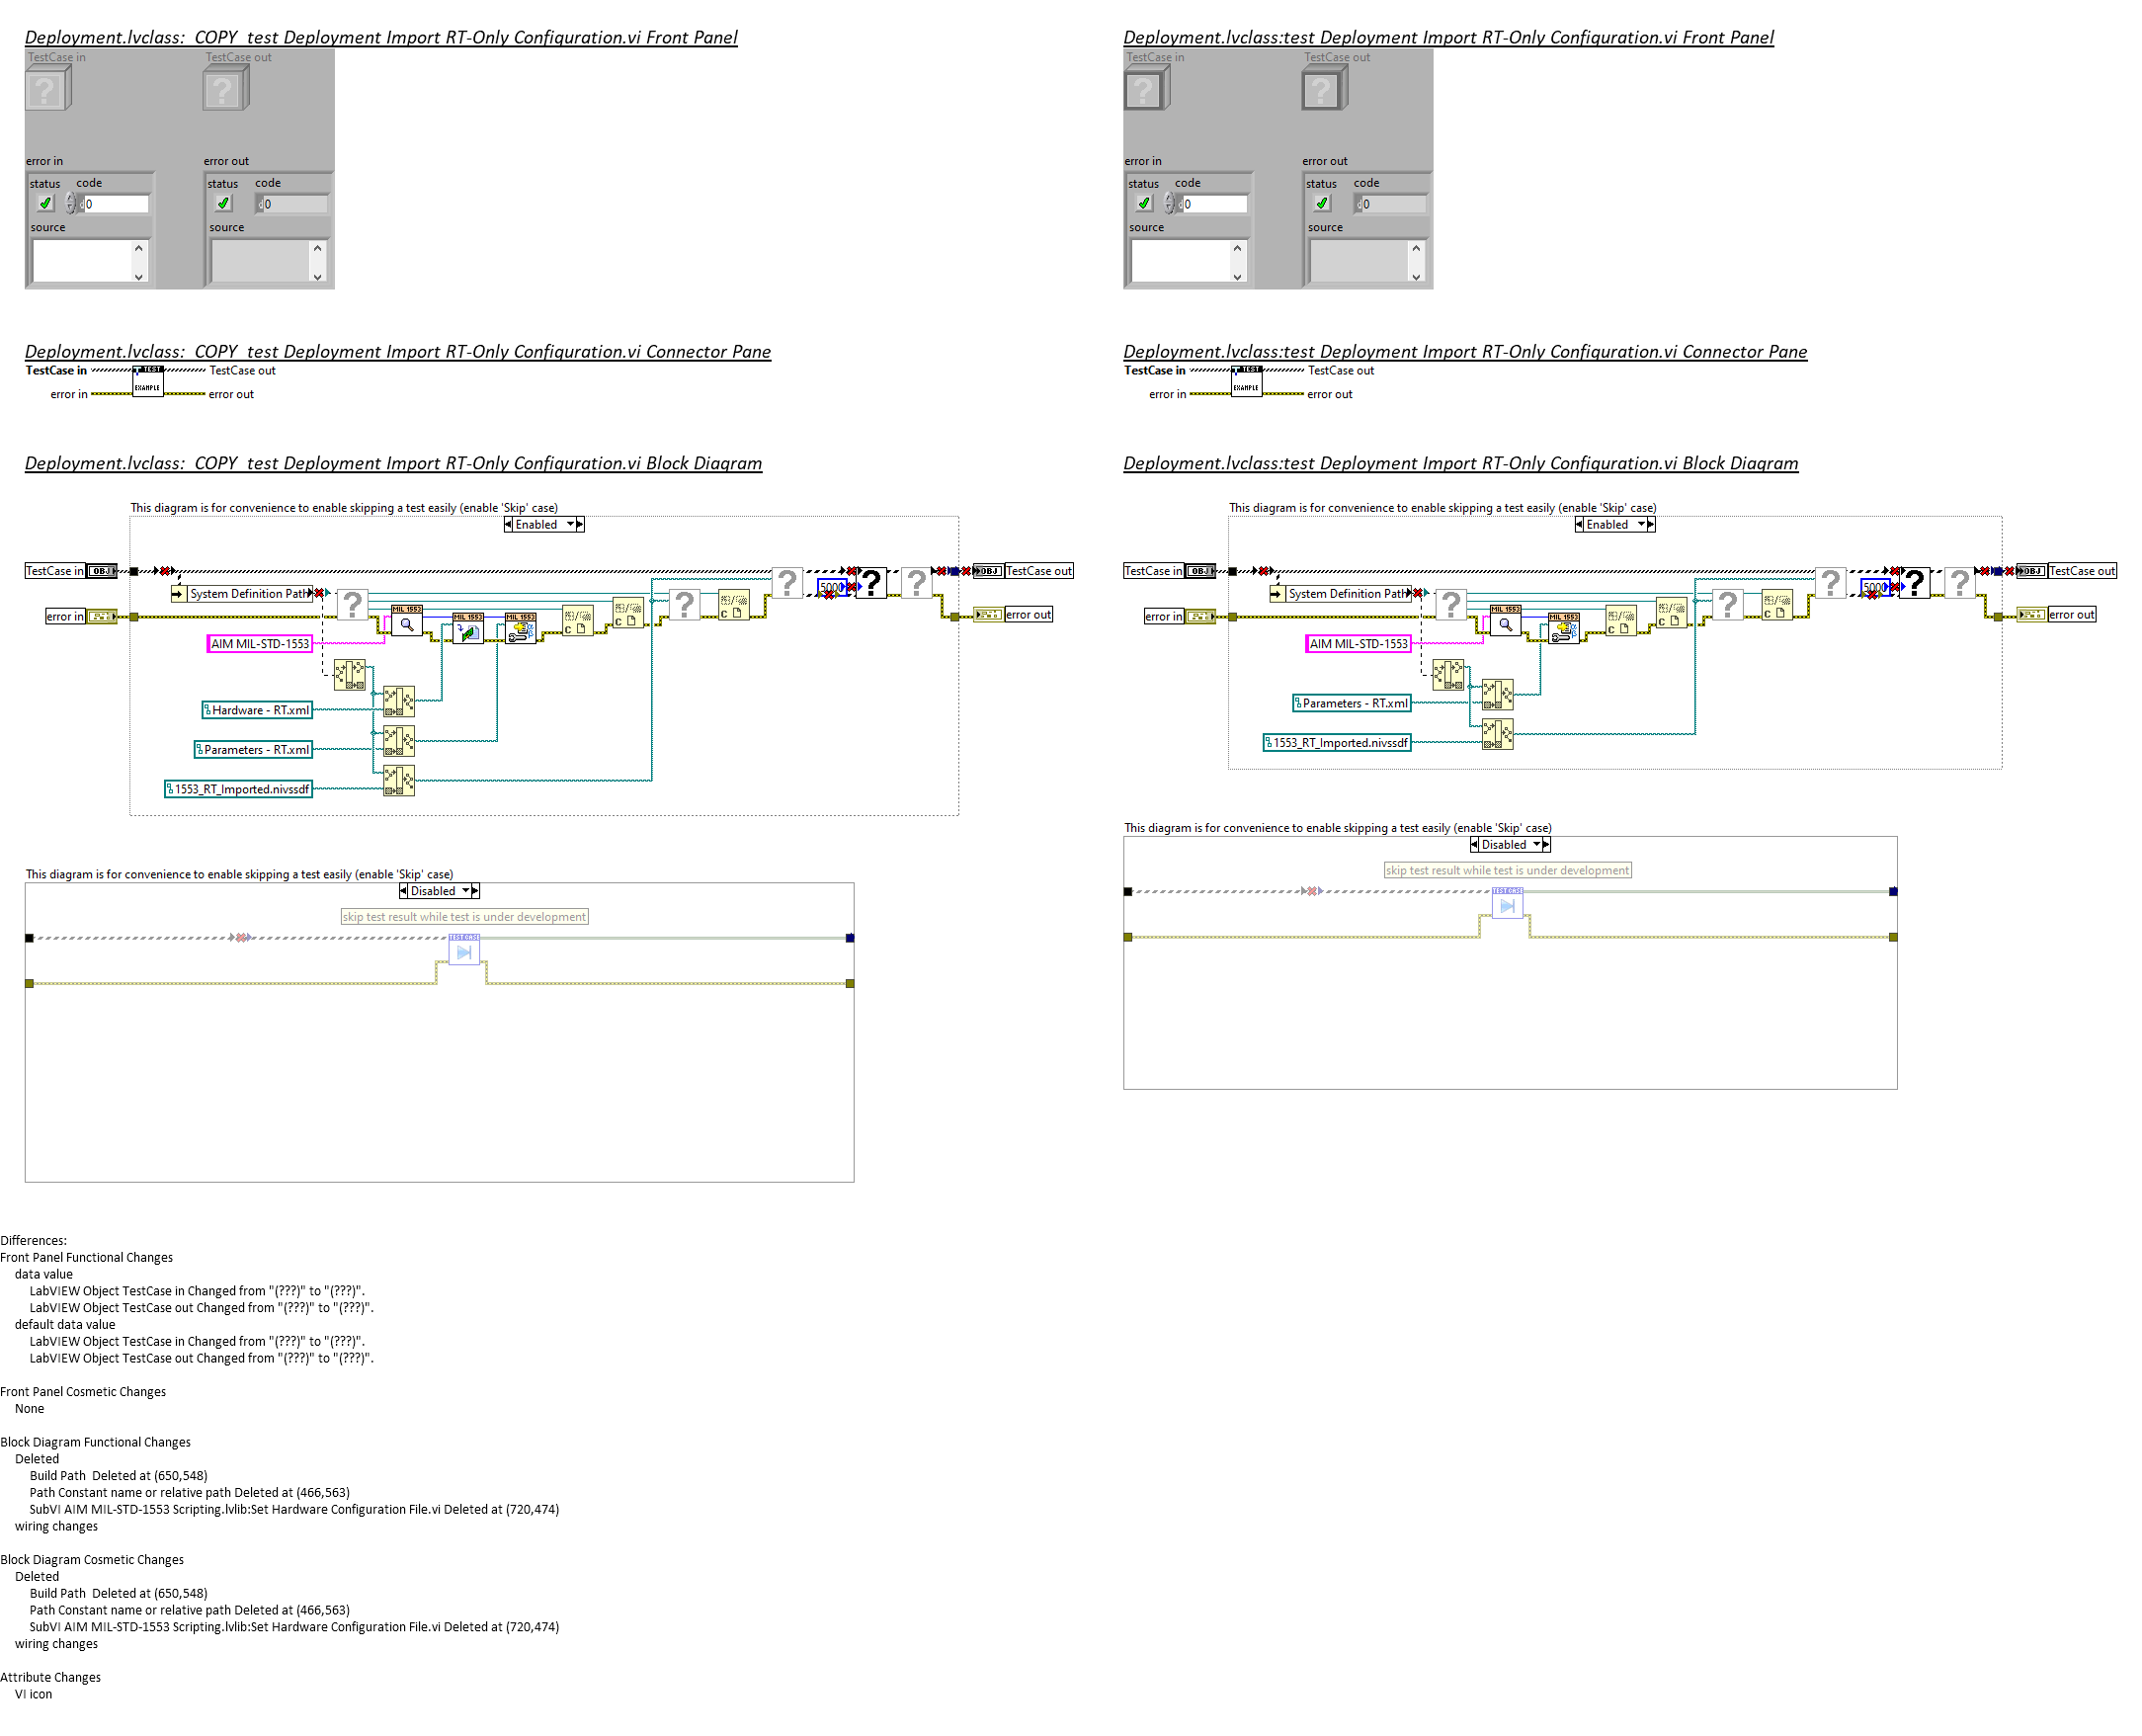 Deployment.lvclass:  COPY  test Deployment Import RT-Only Configuration.vi Front Panel
TestCase in
TestCase out
error in
error out
status
code
status
code
0
0
source
source
Deployment.lvclass:  COPY  test Deployment Import RT-Only Configuration.vi Connector Pane
TestCase in
TEST
TestCase out
error in
EXAMPLE
error out
Deployment.lvclass:  COPY  test Deployment Import RT-Only Configuration.vi Block Diagram
This diagram is for convenience to enable skipping a test easily (enable 'Skip' case)
Enabled
TestCase in
OBJ
OBJ
TestCase out
System Definition Path
5000
error in
MIL 1553
MIL 1553
MIL 1553
error out
AIM MIL-STD-1553
Hardware - RT.xml
Parameters - RT.xml
1553_RT_Imported.nivssdf
This diagram is for convenience to enable skipping a test easily (enable 'Skip' case)
Disabled
skip test result while test is under development
TEST CASE
Deployment.lvclass:test Deployment Import RT-Only Configuration.vi Front Panel
TestCase in
TestCase out
error in
error out
status
code
status
code
0
0
source
source
Deployment.lvclass:test Deployment Import RT-Only Configuration.vi Connector Pane
TestCase in
TEST
TestCase out
error in
EXAMPLE
error out
Deployment.lvclass:test Deployment Import RT-Only Configuration.vi Block Diagram
This diagram is for convenience to enable skipping a test easily (enable 'Skip' case)
Enabled
TestCase in
OBJ
OBJ
TestCase out
System Definition Path
5000
error in
MIL 1553
MIL 1553
error out
AIM MIL-STD-1553
Parameters - RT.xml
1553_RT_Imported.nivssdf
This diagram is for convenience to enable skipping a test easily (enable 'Skip' case)
Disabled
skip test result while test is under development
TEST CASE
Differences:
Front Panel Functional Changes
data value
LabVIEW Object TestCase in Changed from "(???)" to "(???)".
LabVIEW Object TestCase out Changed from "(???)" to "(???)".
default data value
LabVIEW Object TestCase in Changed from "(???)" to "(???)".
LabVIEW Object TestCase out Changed from "(???)" to "(???)".
Front Panel Cosmetic Changes
None
Block Diagram Functional Changes
Deleted
Build Path  Deleted at (650,548)
Path Constant name or relative path Deleted at (466,563)
SubVI AIM MIL-STD-1553 Scripting.lvlib:Set Hardware Configuration File.vi Deleted at (720,474)
wiring changes
Block Diagram Cosmetic Changes
Deleted
Build Path  Deleted at (650,548)
Path Constant name or relative path Deleted at (466,563)
SubVI AIM MIL-STD-1553 Scripting.lvlib:Set Hardware Configuration File.vi Deleted at (720,474)
wiring changes
Attribute Changes
VI icon